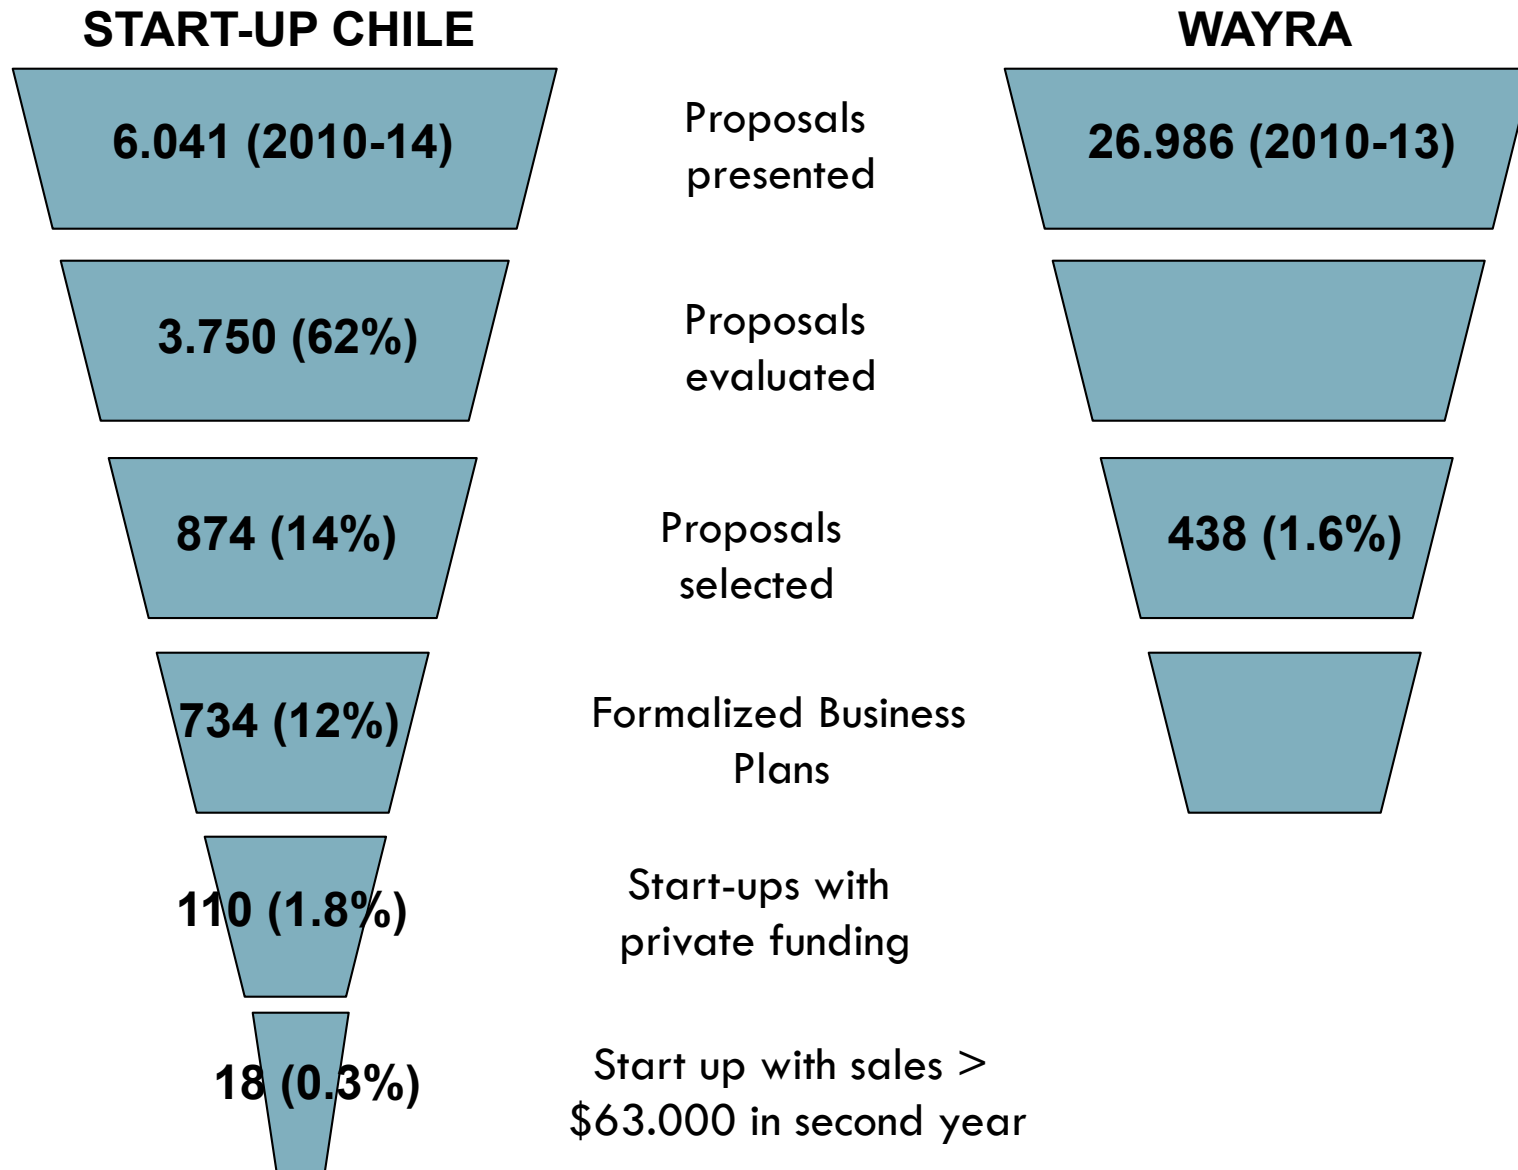 START-UP CHILE
WAYRA
6.041 (2010-14)
Proposals
presented
26.986 (2010-13)
3.750 (62%)
Proposals
evaluated
874 (14%)
Proposals
selected
438 (1.6%)
734 (12%)
Formalized Business
Plans
110 (1.8%)
Start-ups with
private funding
18 (0.3%)
Start up with sales >
$63.000 in second year